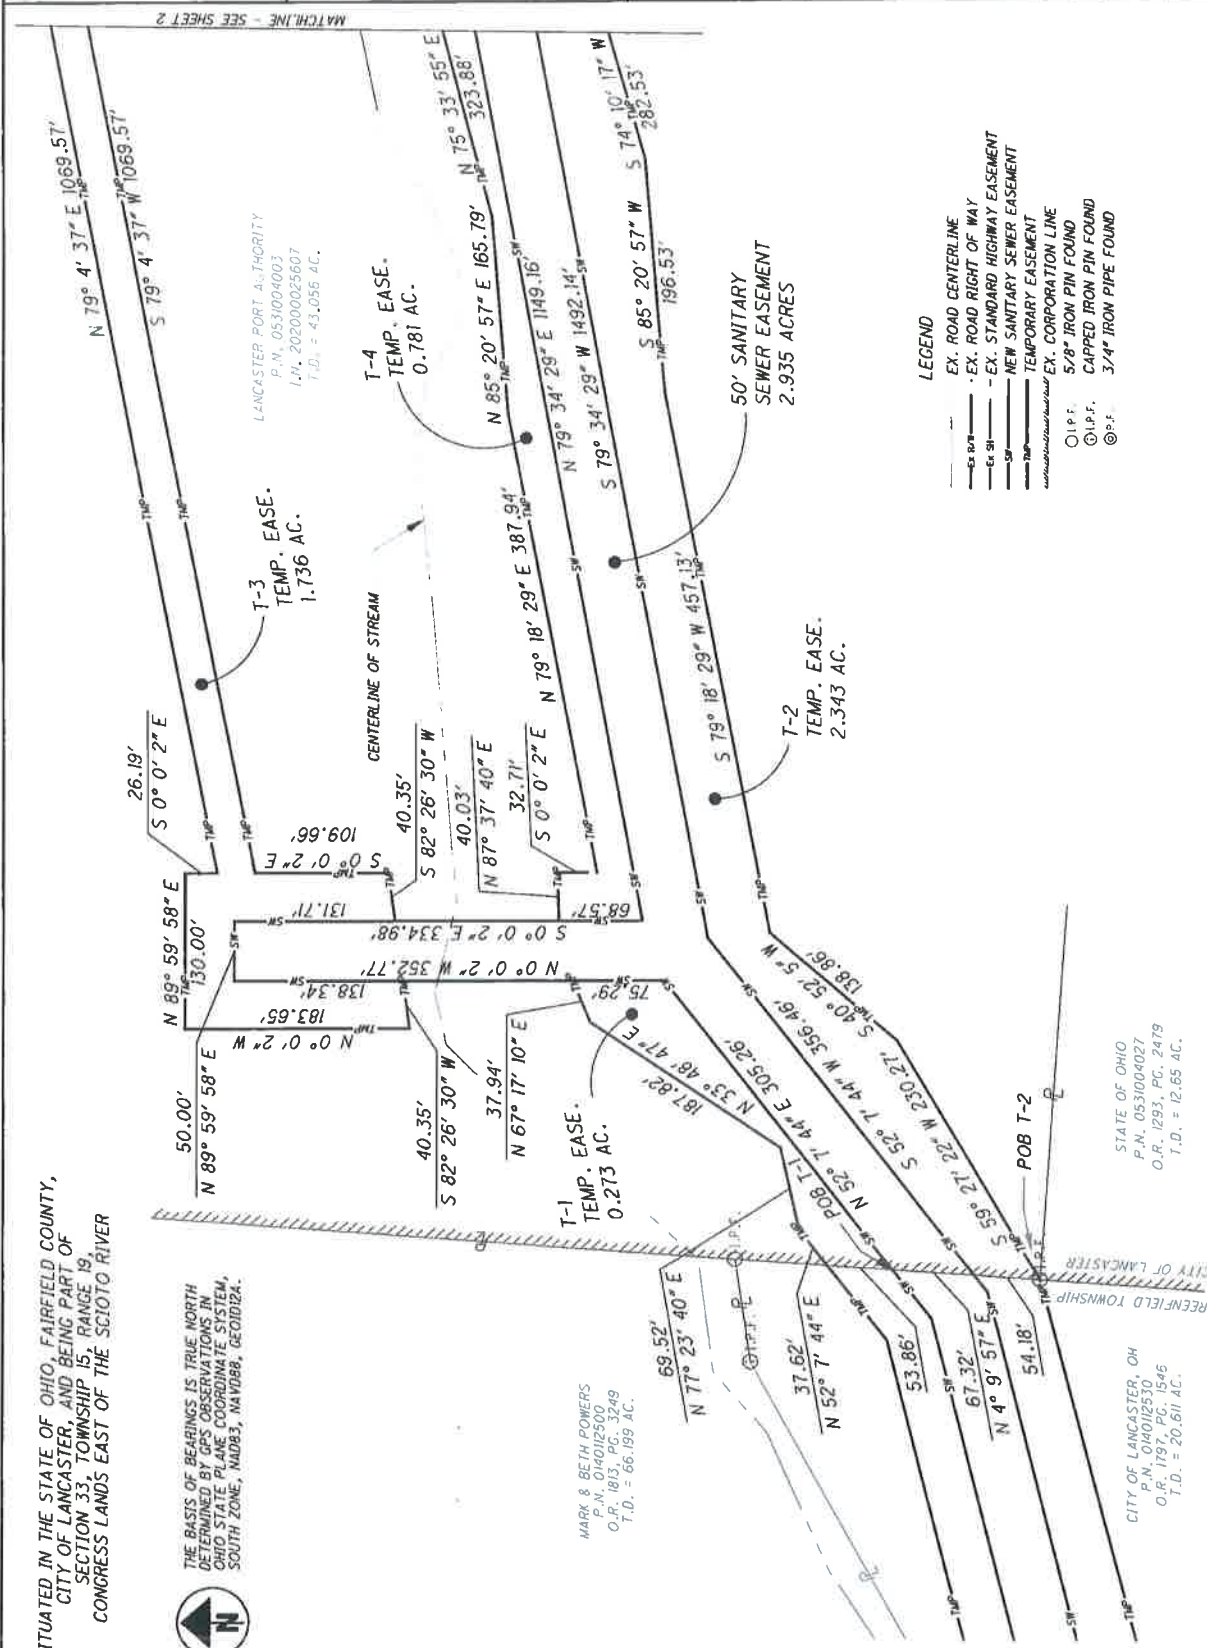 SITUATED IN THE STATE OF OHIO, FAIRFIELD COUNTY,
CITY OF LANCASTER, AND BEING PART OF
SECTION 33, TOWNSHIP 15, RANGE 19,
CONGRESS LANDS EAST OF THE SCIOTO RIVER
N
THE BASIS OF BEARINGS IS TRUE NORTH
DETERMINED BY GPS OBSERVATIONS IN
OHIO STATE PLANE COORDINATE SYSTEM,
SOUTH ZONE, NAD83, NAVD88, GEOID12A.
MATCHLINE - SEE SHEET 2
N 79° 4' 37" E 1069.57'
S 79° 4' 37" W 1069.57'
LANCASTER PORT AUTHORITY
P.N. 0531004003
I.N. 202000025607
T.D. = 43.056 AC.
T-3
TEMP. EASE.
1.736 AC.
26.19'
S 0° 0' 2" E
N 89° 59' 58" E
130.00'
50.00'
N 89° 59' 58" E
N 0° 0' 2" W
183.65'
138.34'
131.71'
S 0° 0' 2" E
109.66'
CENTERLINE OF STREAM
40.35'
S 82° 26' 30" W
40.35'
S 82° 26' 30" W
N 0° 0' 2" W 352.77'
S 0° 0' 2" E 334.98'
40.03'
N 87° 37' 40" E
32.71'
S 0° 0' 2" E
37.94'
N 67° 17' 10" E
75.29'
68.57'
T-4
TEMP. EASE.
0.781 AC.
N 79° 18' 29" E 387.94'
N 85° 20' 57" E 165.79'
N 75° 33' 55" E
323.88'
N 79° 34' 29" E 1149.16'
S 79° 34' 29" W 1492.14'
S 74° 10' 17" W
282.53'
S 85° 20' 57" W
196.53'
S 79° 18' 29" W 457.13'
50' SANITARY
SEWER EASEMENT
2.935 ACRES
T-2
TEMP. EASE.
2.343 AC.
T-1
TEMP. EASE.
0.273 AC.
N 33° 48' 47" E
187.82'
N 52° 7' 44" E 305.26'
S 52° 7' 44" W 356.46'
S 40° 52' 5" W
138.86'
S 59° 27' 22" W 230.27'
POB T-1
POB T-2
69.52'
N 77° 23' 40" E
37.62'
N 52° 7' 44" E
53.86'
67.32'
N 4° 9' 57" E
54.18'
I.P.F.
I.P.F.
I.P.F.
MARK & BETH POWERS
P.N. 0140112500
O.R. 1813, PG. 3249
T.D. = 66.199 AC.
CITY OF LANCASTER
GREENFIELD TOWNSHIP
CITY OF LANCASTER, OH
P.N. 0140112530
O.R. 1797, PG. 1546
T.D. = 20.611 AC.
STATE OF OHIO
P.N. 0531004027
O.R. 1293, PG. 2479
T.D. = 12.65 AC.
LEGEND
EX. ROAD CENTERLINE
Ex R/W EX. ROAD RIGHT OF WAY
Ex SH EX. STANDARD HIGHWAY EASEMENT
SW NEW SANITARY SEWER EASEMENT
TMP TEMPORARY EASEMENT
EX. CORPORATION LINE
I.P.F. 5/8" IRON PIN FOUND
I.P.F. CAPPED IRON PIN FOUND
P.F. 3/4" IRON PIPE FOUND